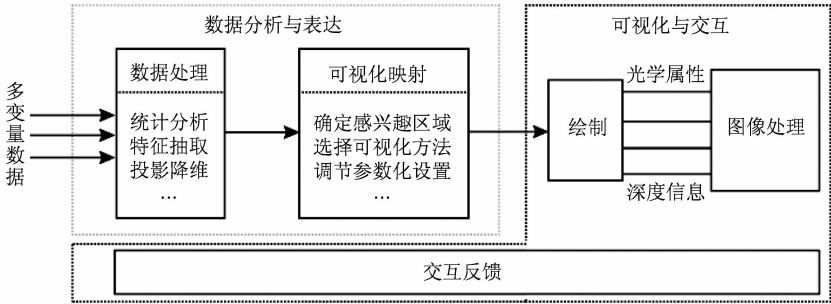 数据分析与表达
可视化与交互
多变量数据
数据处理
统计分析
特征抽取
投影降维
…
可视化映射
确定感兴趣区域
选择可视化方法
调节参数化设置
…
绘制
光学属性
深度信息
图像处理
交互反馈